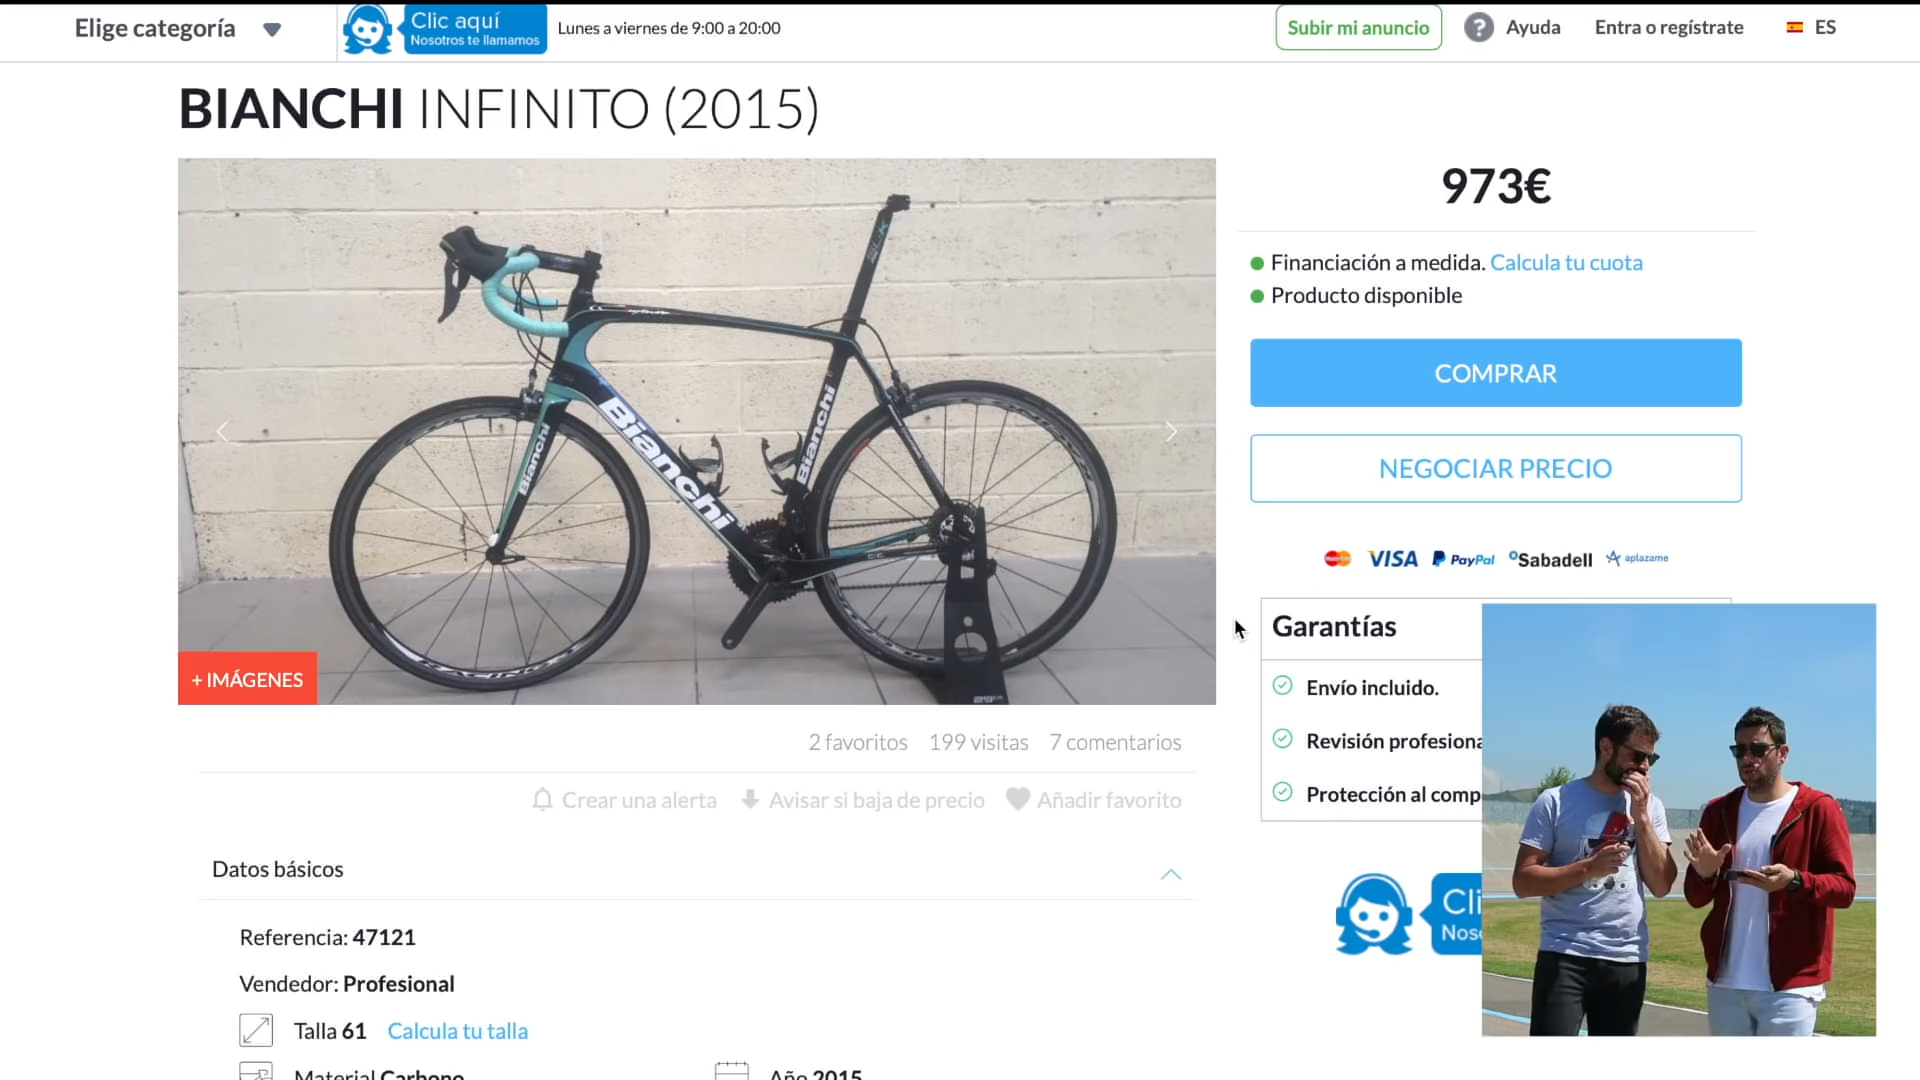 Elige categoría
Clic aquí
Nosotros te llamamos
Lunes a viernes de 9:00 a 20:00
Subir mi anuncio
? Ayuda
Entra o regístrate
ES
BIANCHI INFINITO (2015)
Bianchi
Bianchi
Bianchi
+ IMÁGENES
973€
Financiación a medida. Calcula tu cuota
Producto disponible
COMPRAR
NEGOCIAR PRECIO
VISA PayPal Sabadell aplazame
Garantías
Envío incluido.
Revisión profesiona
Protección al comp
2 favoritos 199 visitas 7 comentarios
Crear una alerta Avisar si baja de precio Añadir favorito
Cli
Nos
Datos básicos
Referencia: 47121
Vendedor: Profesional
Talla 61 Calcula tu talla
Material Carbono
Año 2015